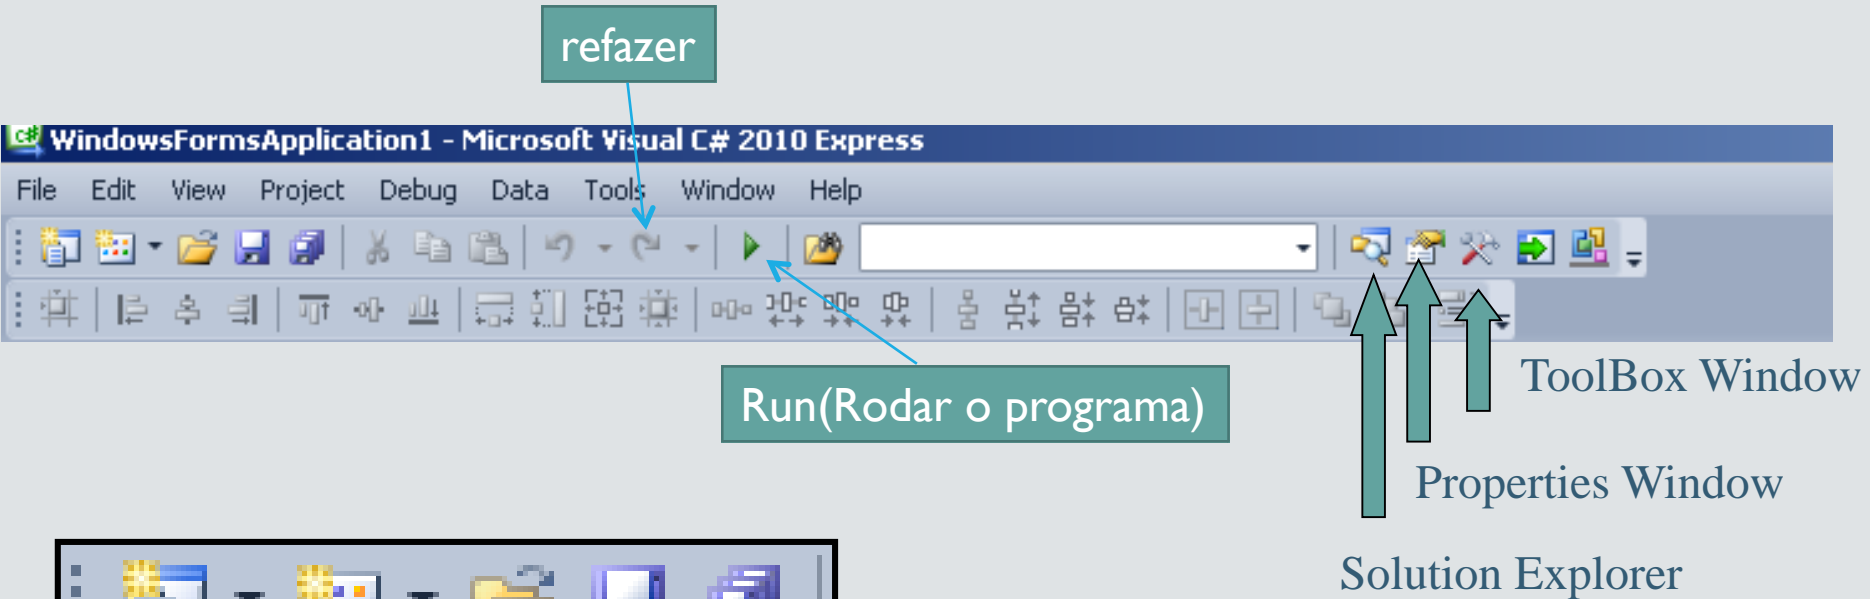 refazer
WindowsFormsApplication1 - Microsoft Visual C# 2010 Express
File Edit View Project Debug Data Tools Window Help
Run(Rodar o programa)
ToolBox Window
Properties Window
Solution Explorer